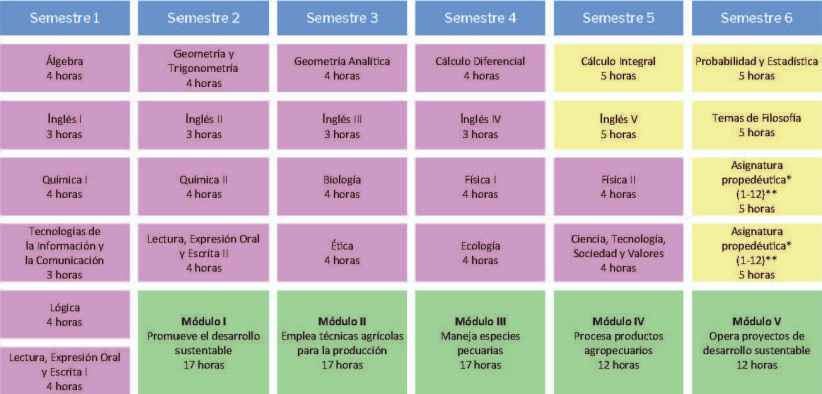 Semestre 1
Semestre 2
Semestre 3
Semestre 4
Semestre 5
Semestre 6
Álgebra
4 horas
Geometría y
Trigonometría
4 horas
Geometría Analítica
4 horas
Cálculo Diferencial
4 horas
Cálculo Integral
5 horas
Probabilidad y Estadística
5 horas
Inglés I
3 horas
Inglés II
3 horas
Inglés III
3 horas
Inglés IV
3 horas
Inglés V
5 horas
Temas de Filosofía
5 horas
Química I
4 horas
Química II
4 horas
Biología
4 horas
Física I
4 horas
Física II
4 horas
Asignatura
propedéutica*
(1-12)**
5 horas
Tecnologías de
la Información y
la Comunicación
3 horas
Lectura, Expresión Oral
y Escrita II
4 horas
Ética
4 horas
Ecología
4 horas
Ciencia, Tecnología,
Sociedad y Valores
4 horas
Asignatura
propedéutica*
(1-12)**
5 horas
Lógica
4 horas
Lectura, Expresión Oral
y Escrita I
4 horas
Módulo I
Promueve el desarrollo
sustentable
17 horas
Módulo II
Emplea técnicas agrícolas
para la producción
17 horas
Módulo III
Maneja especies
pecuarias
17 horas
Módulo IV
Procesa productos
agropecuarios
12 horas
Módulo V
Opera proyectos de
desarrollo sustentable
12 horas